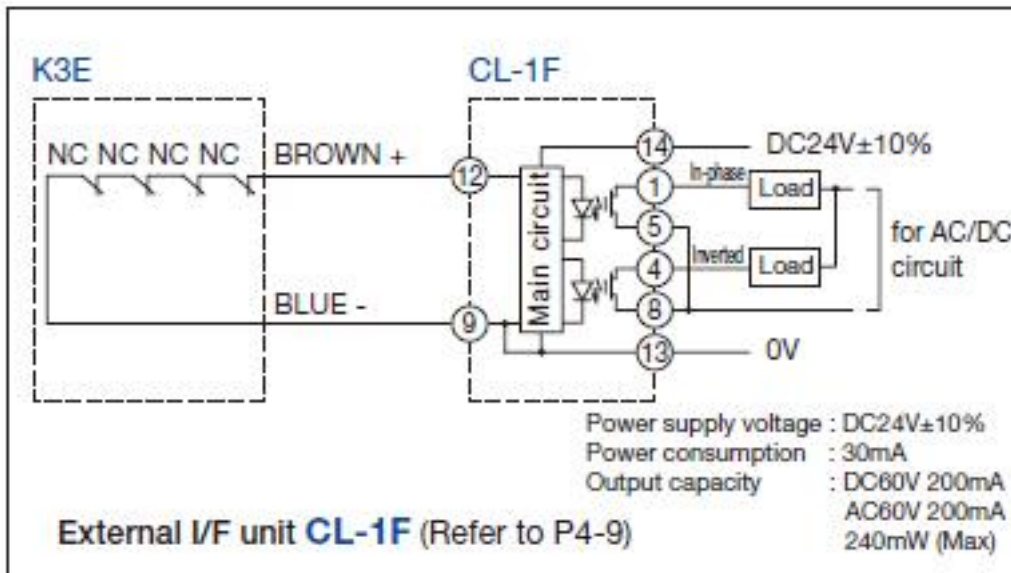 K3E
CL-1F
NC NC NC NC
BROWN +
BLUE -
12
9
Main circuit
14
1
5
4
8
13
DC24V±10%
In-phase
Load
Inverted
Load
for AC/DC
circuit
0V
Power supply voltage : DC24V±10%
Power consumption : 30mA
Output capacity : DC60V 200mA
AC60V 200mA
240mW (Max)
External I/F unit CL-1F (Refer to P4-9)